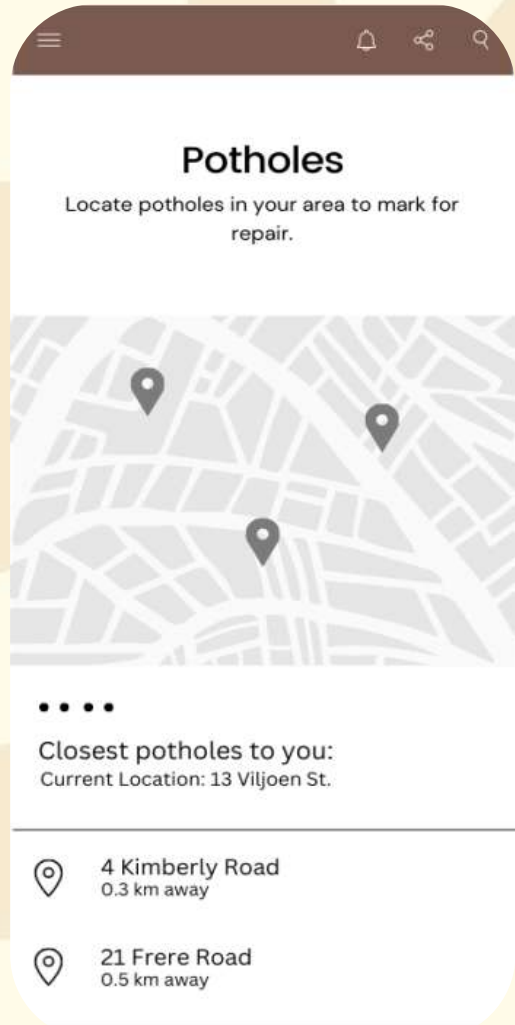 Potholes
Locate potholes in your area to mark for
repair.
Closest potholes to you:
Current Location: 13 Viljoen St.
4 Kimberly Road
0.3 km away
21 Frere Road
0.5 km away